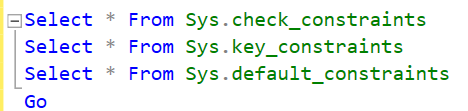 Select * From Sys.check_constraints
Select * From Sys.key_constraints
Select * From Sys.default_constraints
Go